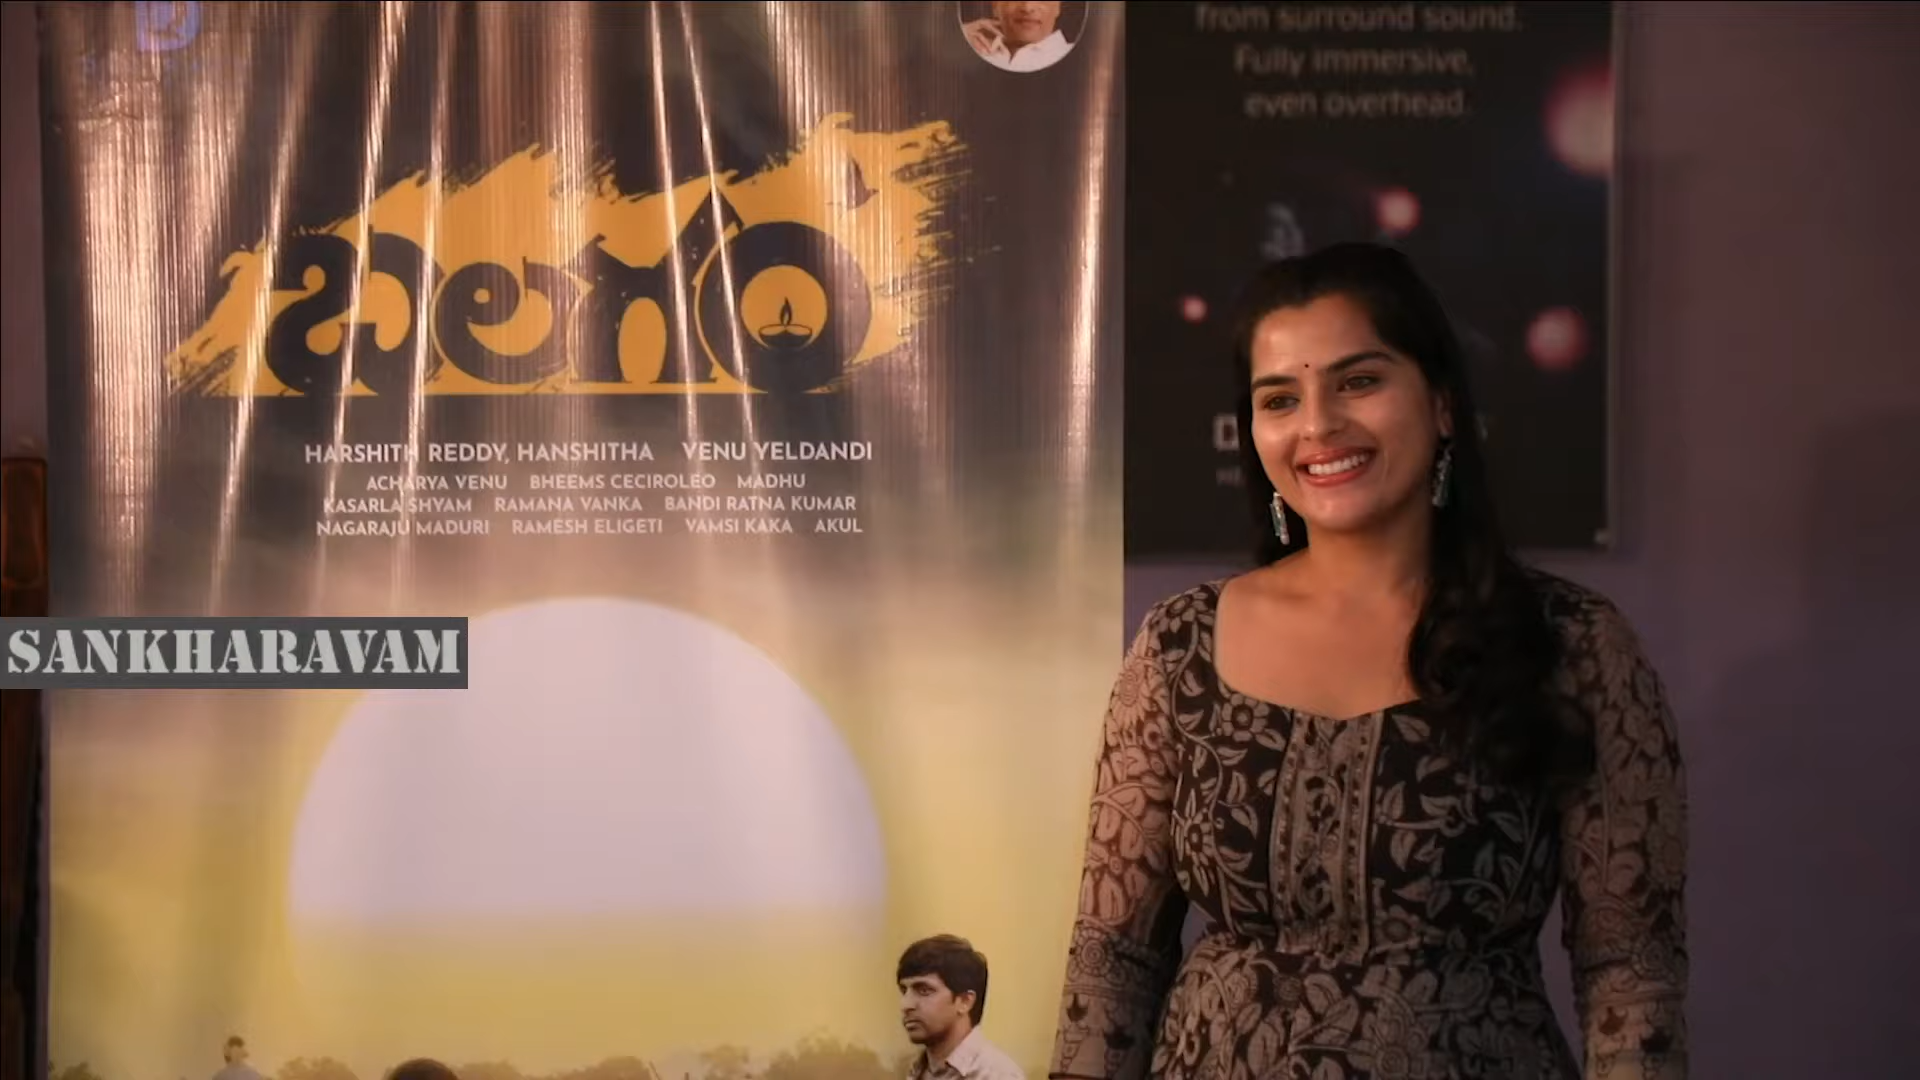 బలగం
HARSHITH REDDY, HANSHITHA VENU YELDANDI
ACHARYA VENU BHEEMS CECIROLEO MADHU
KASARLA SHYAM RAMANA VANKA BANDI RATNA KUMAR
NAGARAJU MADURI RAMESH ELIGETI VAMSI KAKA AKUL
SANKHARAVAM
from surround sound.
Fully immersive,
even overhead.